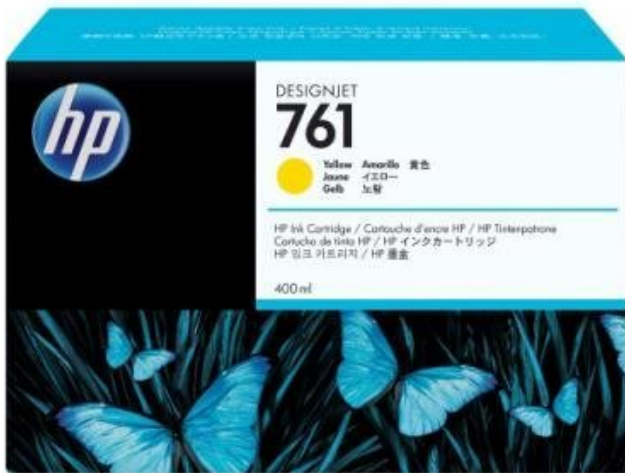 hp
DESIGNJET
761
Yellow Amarillo 黄色
Jaune イエロー
Gelb 노랑
HP Ink Cartridge / Cartouche d'encre HP / HP Tintenpatrone
Cartucho de tinta HP / HP インクカートリッジ
HP 잉크 카트리지 / HP 墨盒
400 ml